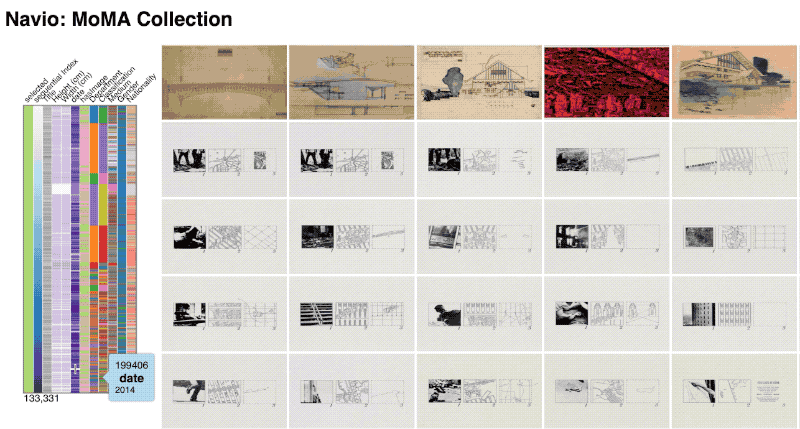 Navio: MoMA Collection
selected
sequential Index
Title
Height (cm)
Width (cm)
date
hasImage
Department
Classification
Medium
Gender
Nationality
199406
date
2014
133,331